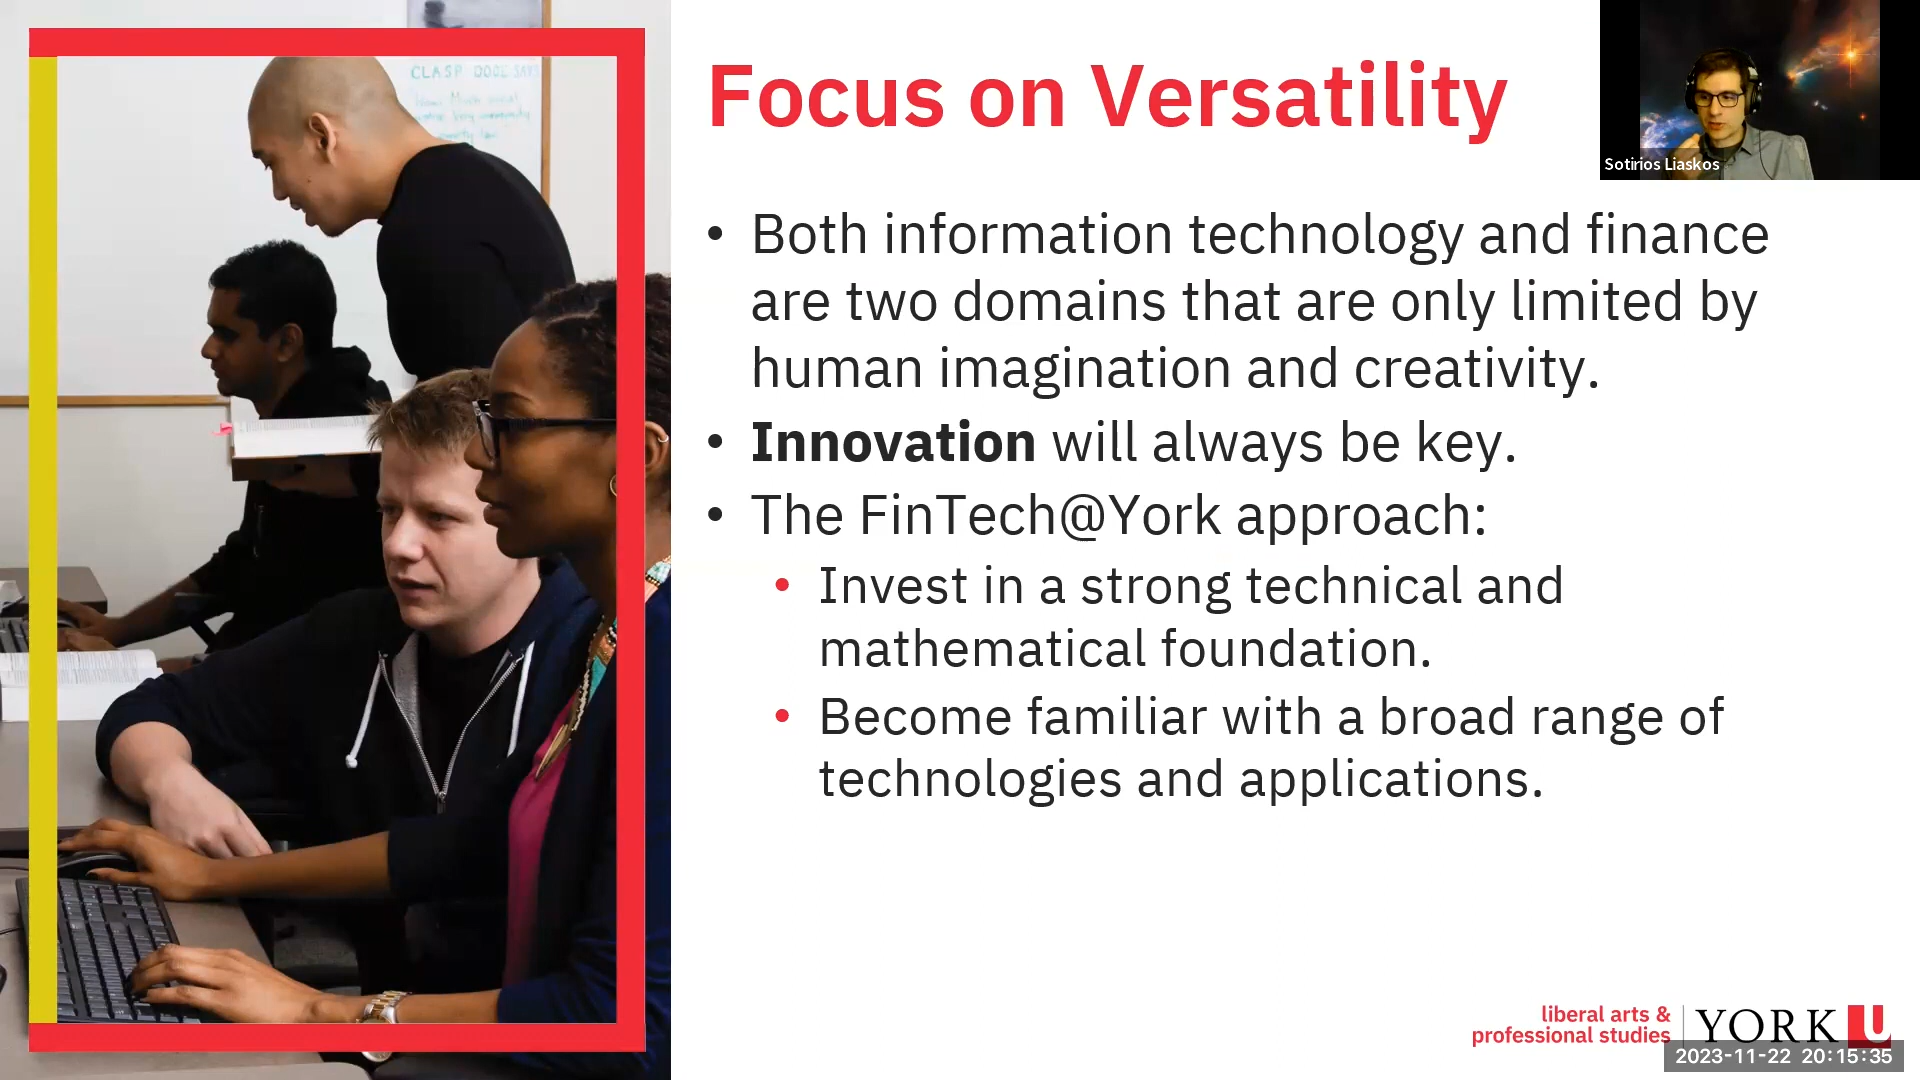 CLASP DOOE SAYS
Focus on Versatility
Sotirios Liaskos
• Both information technology and finance
are two domains that are only limited by
human imagination and creativity.
• Innovation will always be key.
• The FinTech@York approach:
• Invest in a strong technical and
mathematical foundation.
• Become familiar with a broad range of
technologies and applications.
liberal arts &
professional studies
YORK U
2023-11-22 20:15:35